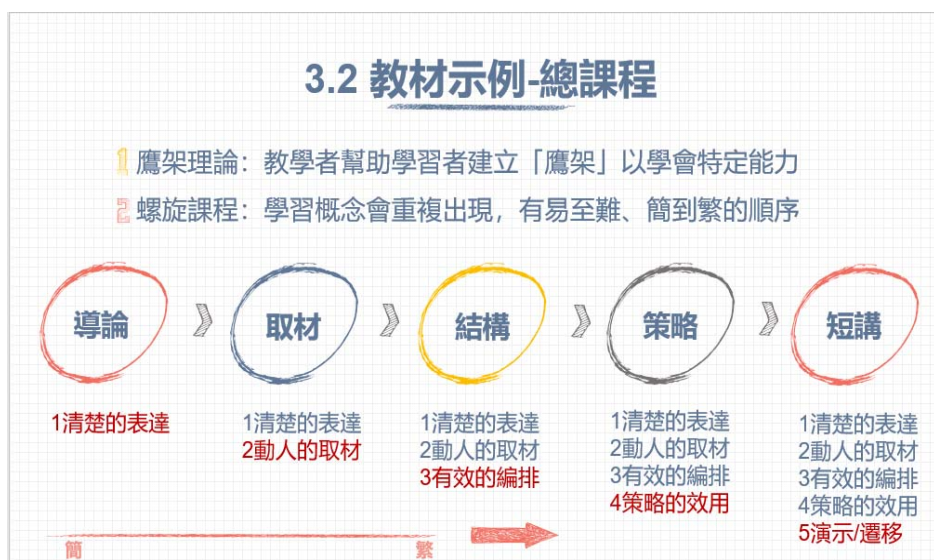 3.2 教材示例-總課程
1 鷹架理論：教學者幫助學習者建立「鷹架」以學會特定能力
2 螺旋課程：學習概念會重複出現，有易至難、簡到繁的順序
導論
取材
結構
策略
短講
1清楚的表達
1清楚的表達
2動人的取材
1清楚的表達
2動人的取材
3有效的編排
1清楚的表達
2動人的取材
3有效的編排
4策略的效用
1清楚的表達
2動人的取材
3有效的編排
4策略的效用
5演示/遷移
簡
繁